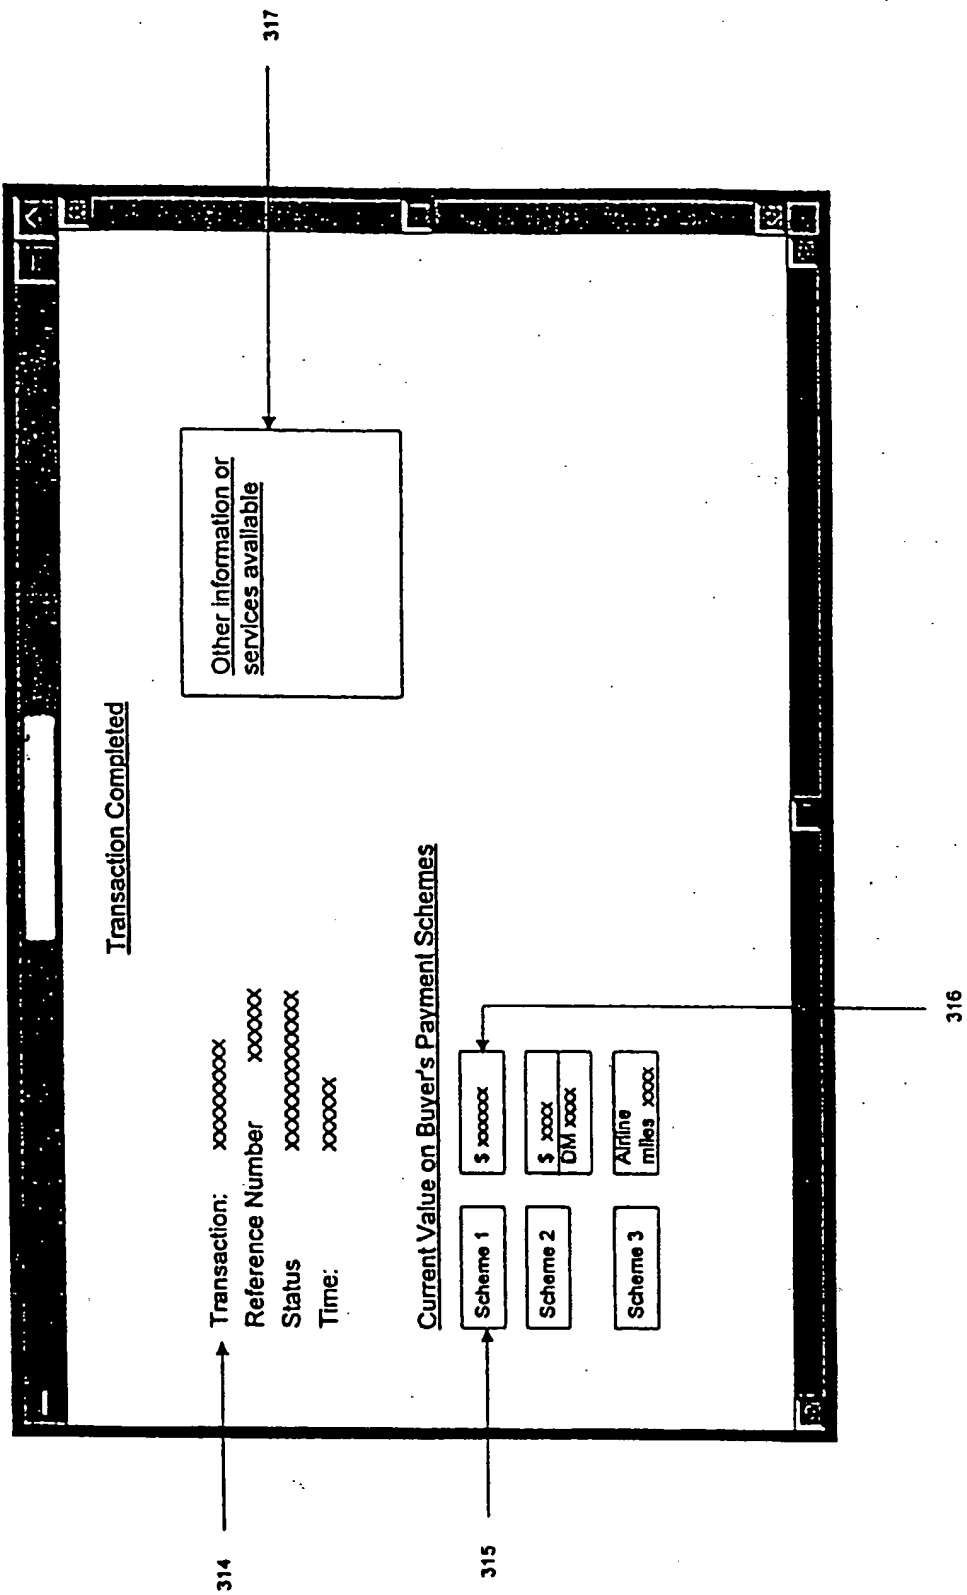 317
Transaction Completed
314
Transaction: xxxxxxxxx
Reference Number xxxxxx
Status xxxxxxxxxxxxx
Time: xxxxxx
Other information or
services available
Current Value on Buyer's Payment Schemes
315
Scheme 1 $ xxxxxx
Scheme 2 $ xxxx
DM xxxx
Scheme 3 Airline
miles xxxx
316